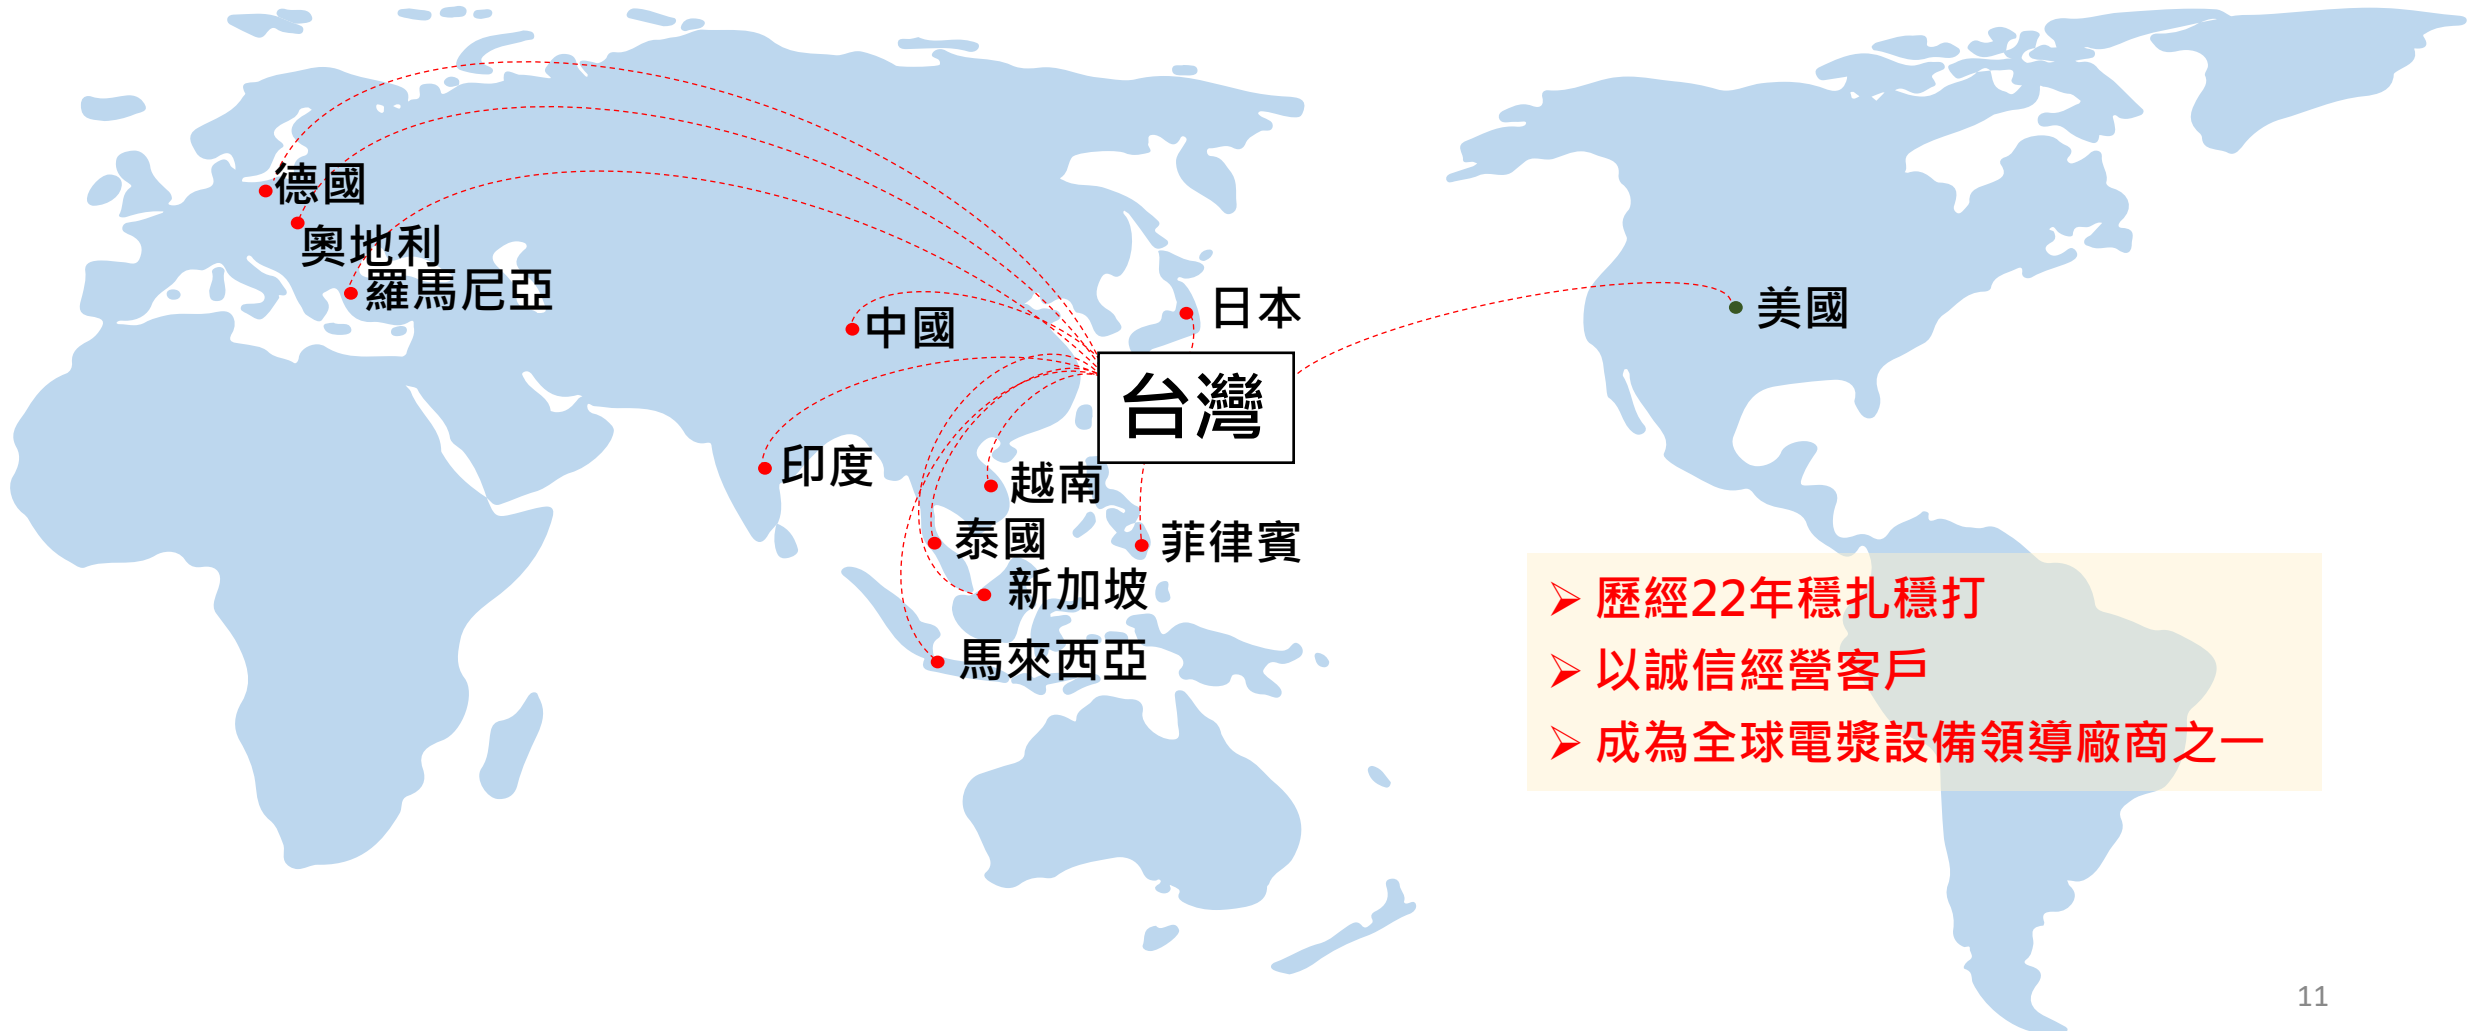 德國
奧地利
羅馬尼亞
中國
日本
美國
台灣
印度
越南
泰國
菲律賓
新加坡
馬來西亞
歷經22年穩扎穩打
以誠信經營客戶
成為全球電漿設備領導廠商之一
11